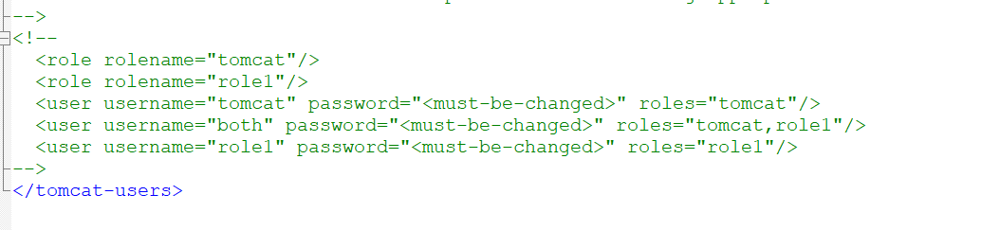 -->
<!--
<role rolename="tomcat"/>
<role rolename="role1"/>
<user username="tomcat" password="<must-be-changed>" roles="tomcat"/>
<user username="both" password="<must-be-changed>" roles="tomcat,role1"/>
<user username="role1" password="<must-be-changed>" roles="role1"/>
-->
</tomcat-users>